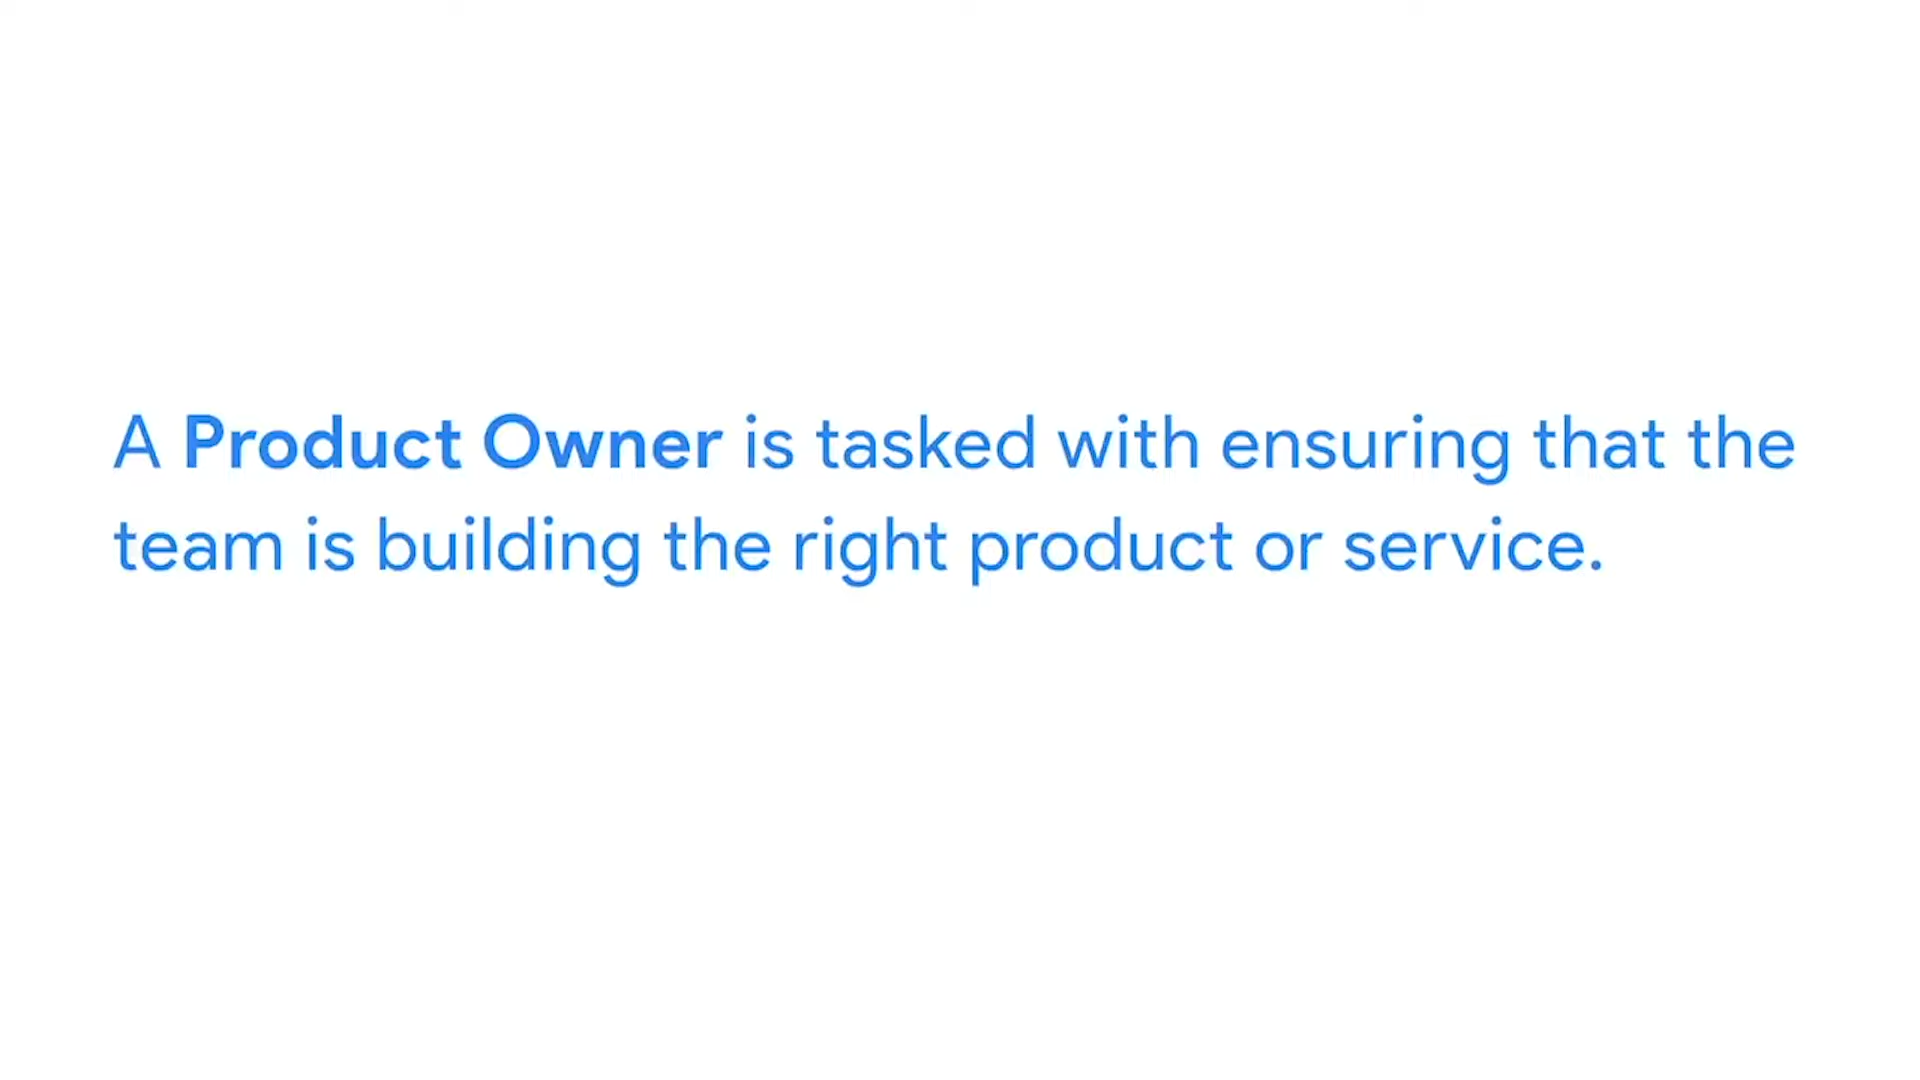 A Product Owner is tasked with ensuring that the
team is building the right product or service.